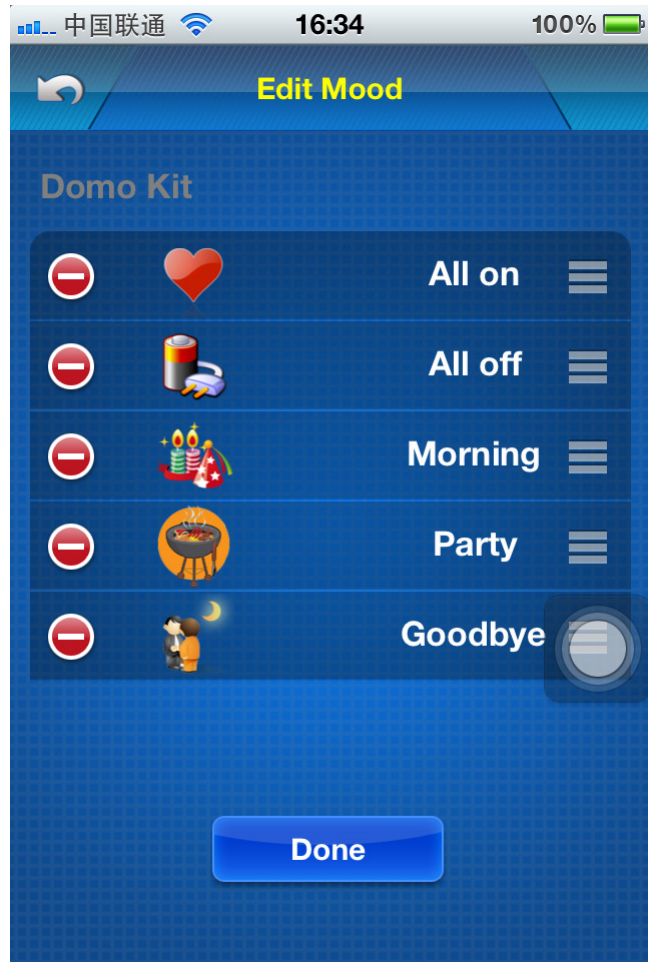 中国联通 16:34 100%
Edit Mood
Domo Kit
All on
All off
Morning
Party
Goodbye
Done